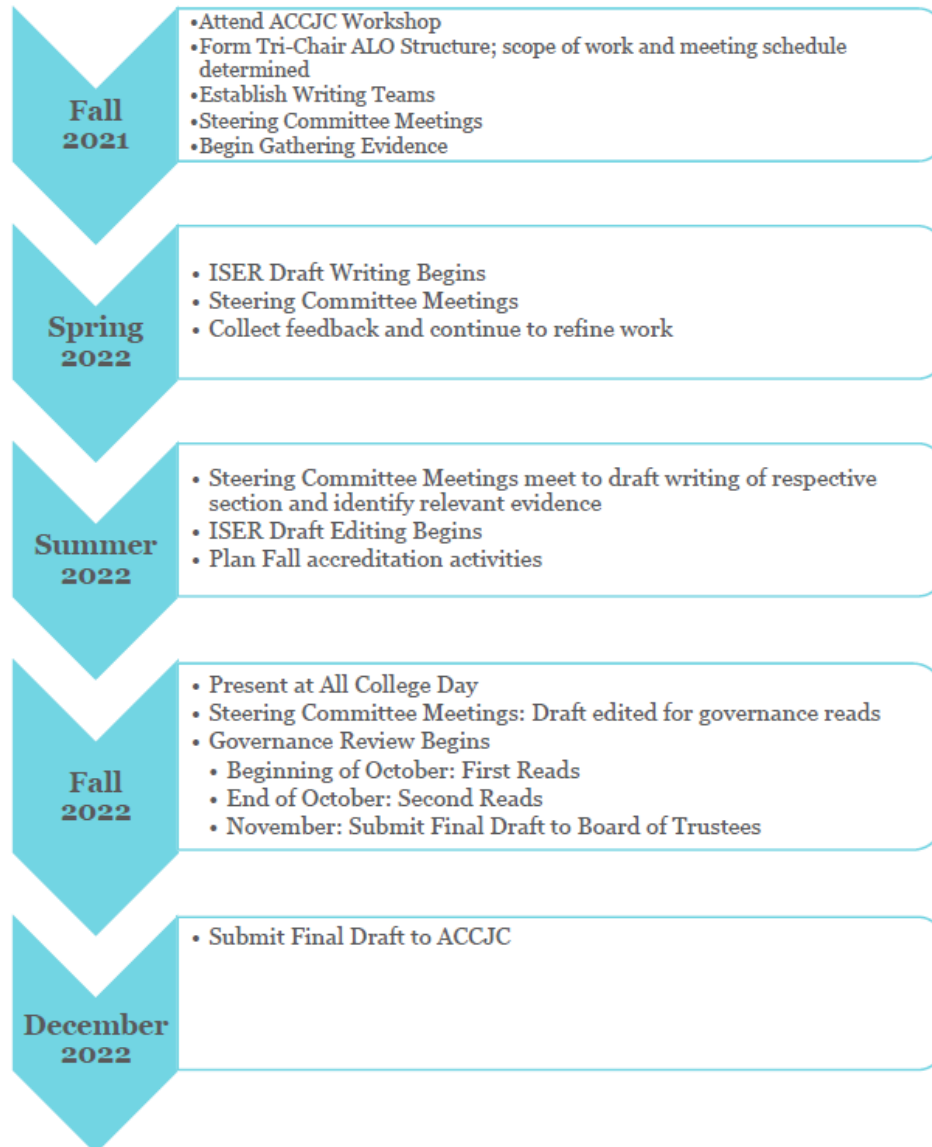 •Attend ACCJC Workshop
•Form Tri-Chair ALO Structure; scope of work and meeting schedule
determined
•Establish Writing Teams
•Steering Committee Meetings
•Begin Gathering Evidence
Fall
2021
• ISER Draft Writing Begins
• Steering Committee Meetings
• Collect feedback and continue to refine work
Spring
2022
• Steering Committee Meetings meet to draft writing of respective
section and identify relevant evidence
• ISER Draft Editing Begins
• Plan Fall accreditation activities
Summer
2022
• Present at All College Day
• Steering Committee Meetings: Draft edited for governance reads
• Governance Review Begins
• Beginning of October: First Reads
• End of October: Second Reads
• November: Submit Final Draft to Board of Trustees
Fall
2022
• Submit Final Draft to ACCJC
December
2022